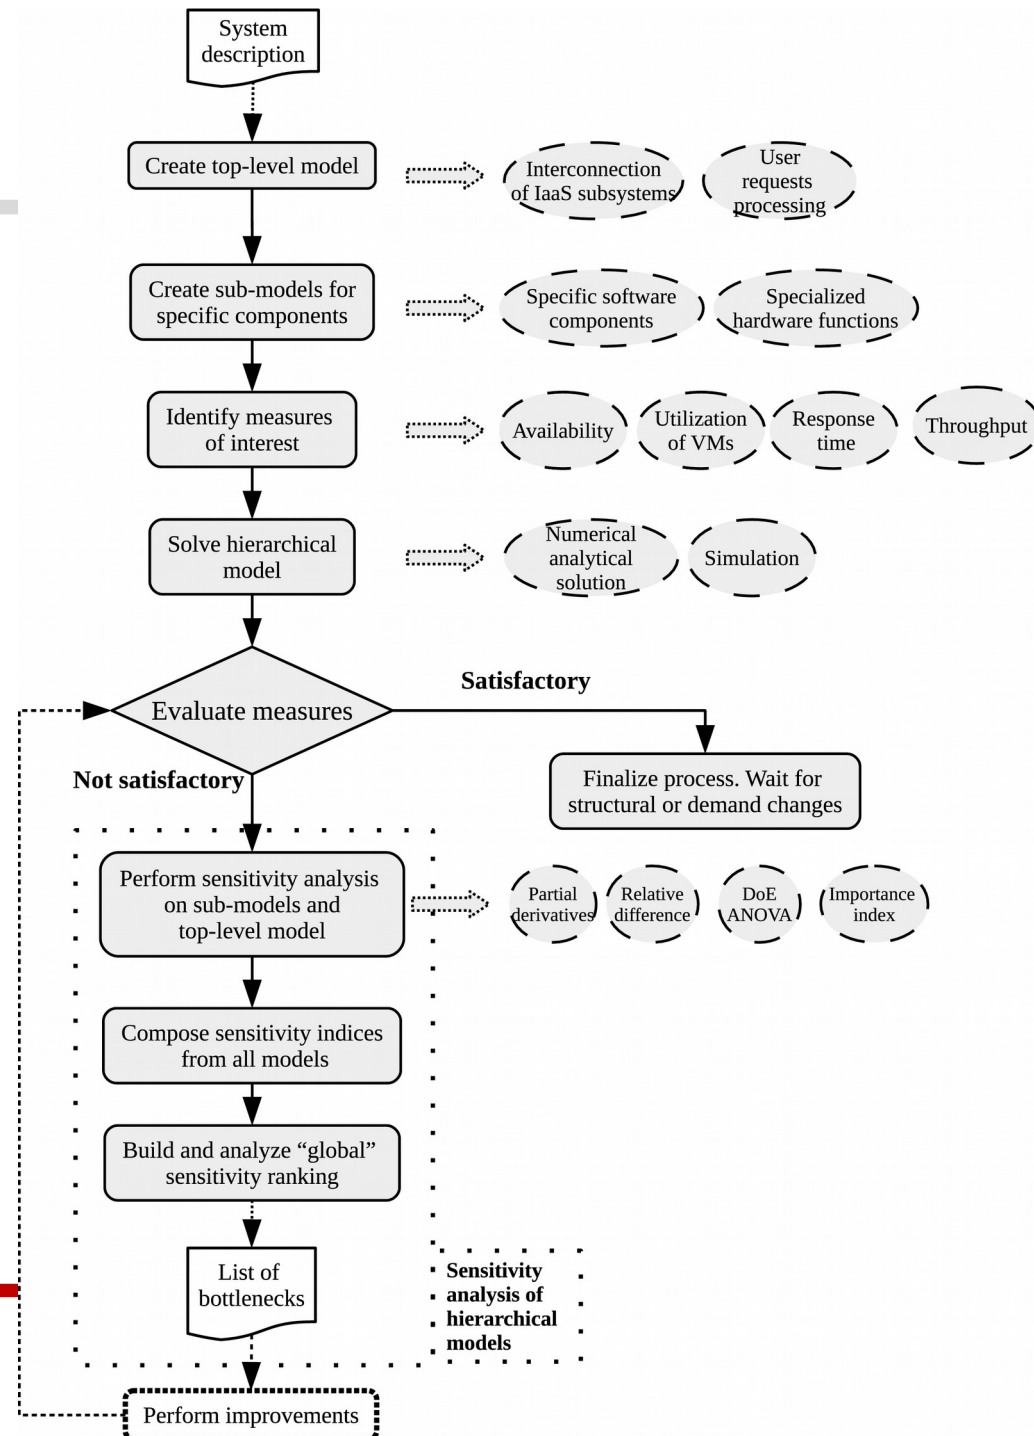 System
description
Create top-level model
Interconnection
of IaaS subsystems
User
requests
processing
Create sub-models for
specific components
Specific software
components
Specialized
hardware functions
Identify measures
of interest
Availability
Utilization
of VMs
Response
time
Throughput
Solve hierarchical
model
Numerical
analytical
solution
Simulation
Evaluate measures
Satisfactory
Finalize process. Wait for
structural or demand changes
Not satisfactory
Perform sensitivity analysis
on sub-models and
top-level model
Partial
derivatives
Relative
difference
DoE
ANOVA
Importance
index
Compose sensitivity indices
from all models
Build and analyze “global”
sensitivity ranking
List of
bottlenecks
Sensitivity
analysis of
hierarchical
models
Perform improvements